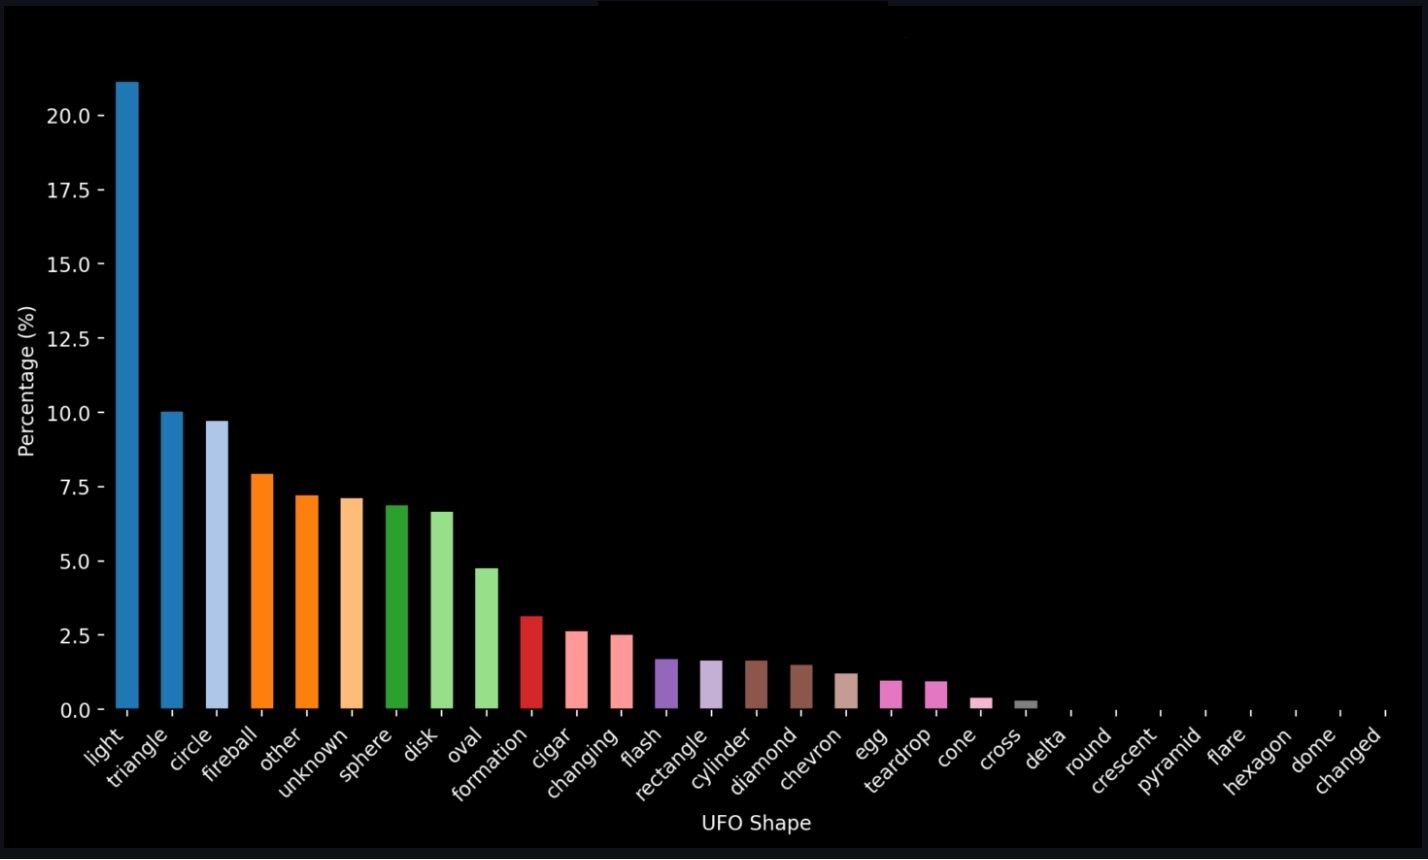 20.0
17.5
15.0
12.5
10.0
7.5
5.0
2.5
0.0
Percentage (%)
light
triangle
circle
fireball
other
unknown
sphere
disk
oval
formation
cigar
changing
flash
rectangle
cylinder
diamond
chevron
egg
teardrop
cone
cross
delta
round
crescent
pyramid
flare
hexagon
dome
changed
UFO Shape